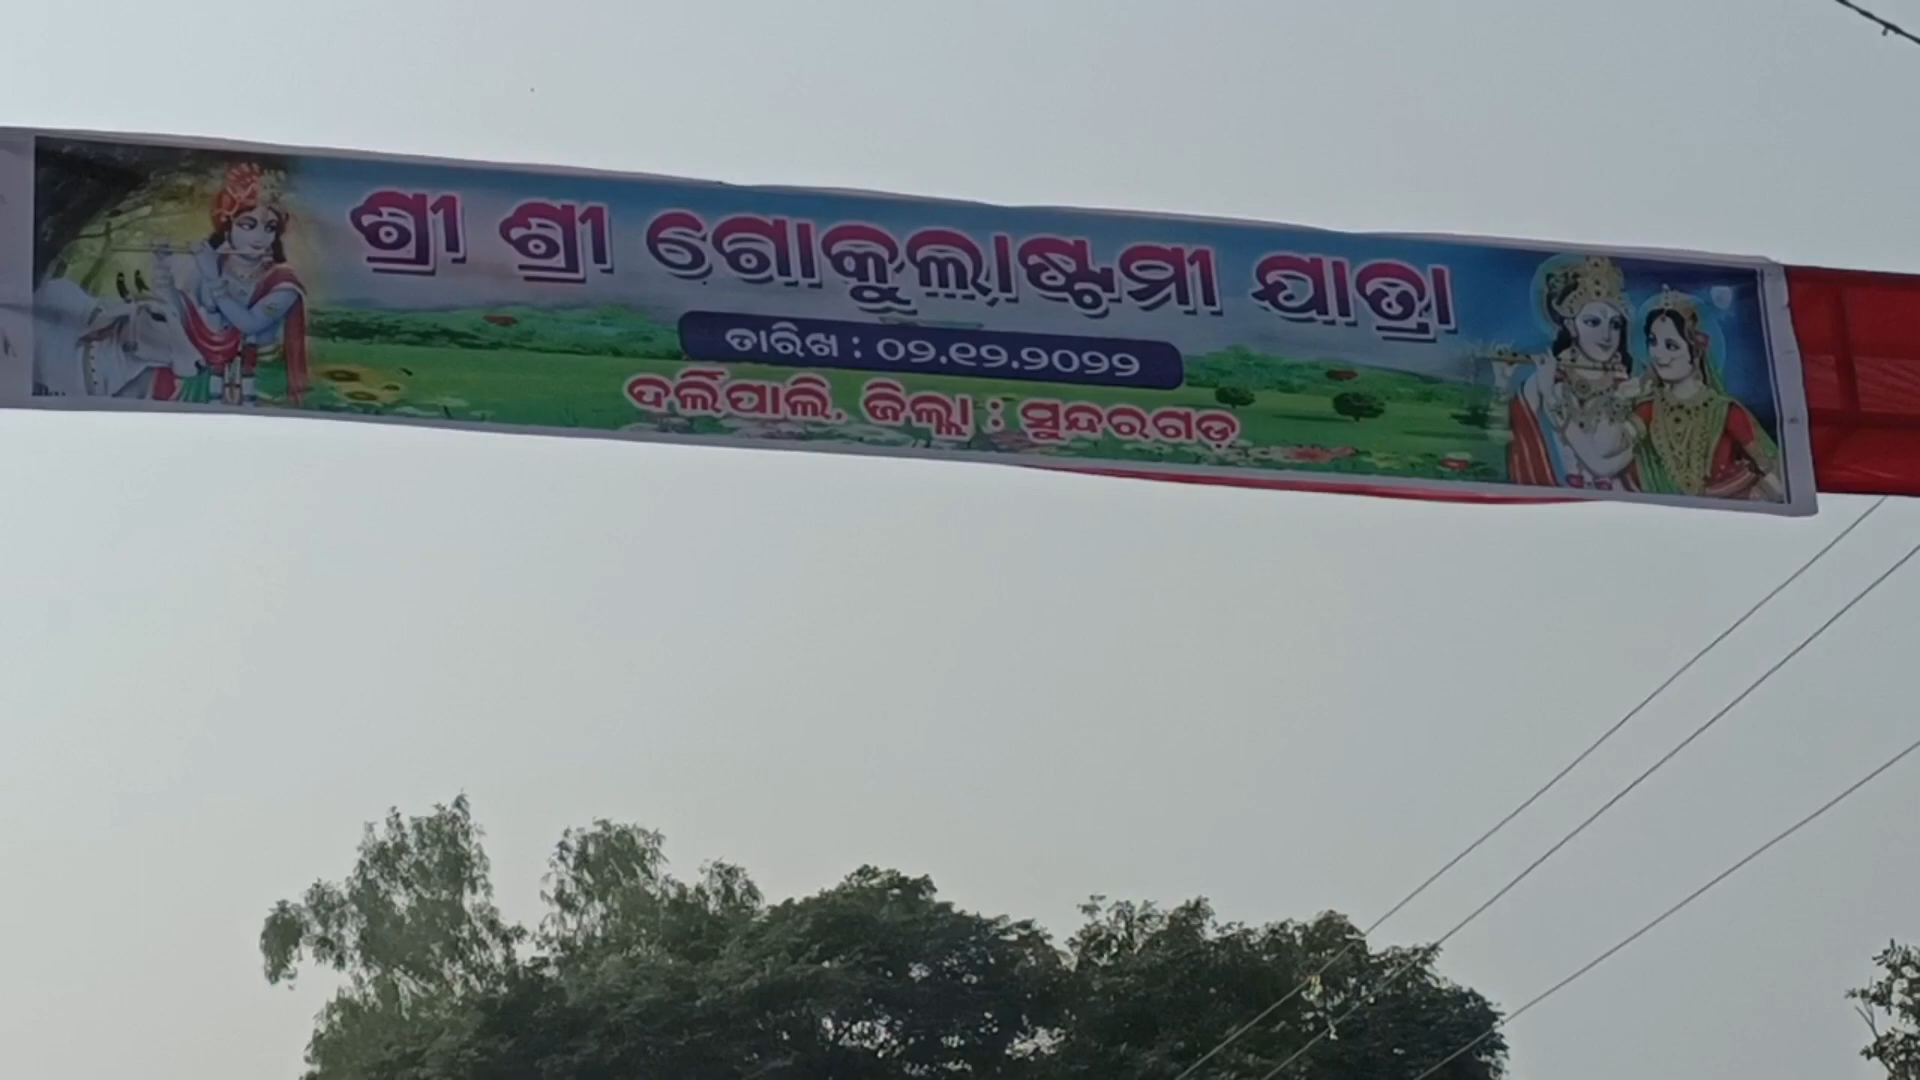 ଶ୍ରୀ ଶ୍ରୀ ଗୋକୁଳାଷ୍ଟମୀ ଯାତ୍ରା
ତାରିଖ : ୦୨.୧୨.୨୦୨୨
ଦର୍ଲିପାଲି, ଜିଲ୍ଲା : ସୁନ୍ଦରଗଡ଼